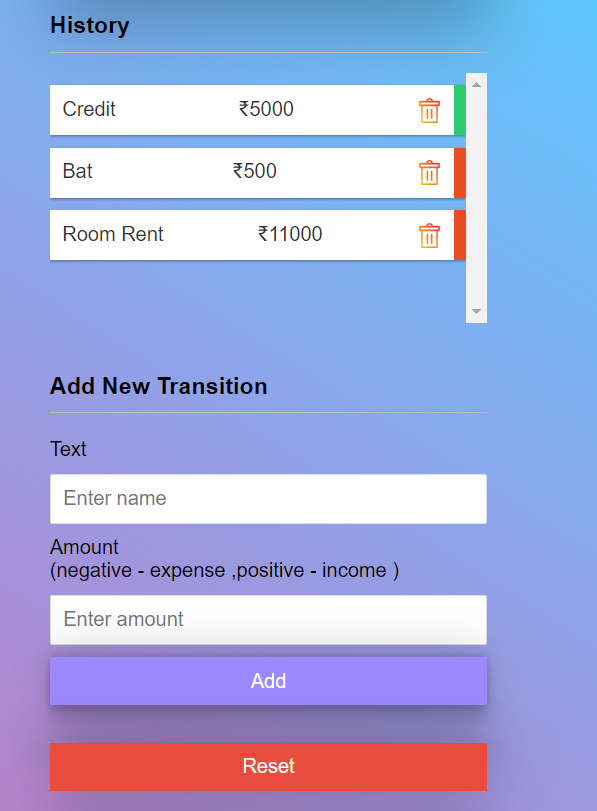 History
Credit ₹5000
Bat ₹500
Room Rent ₹11000
Add New Transition
Text
Enter name
Amount
(negative - expense ,positive - income )
Enter amount
Add
Reset